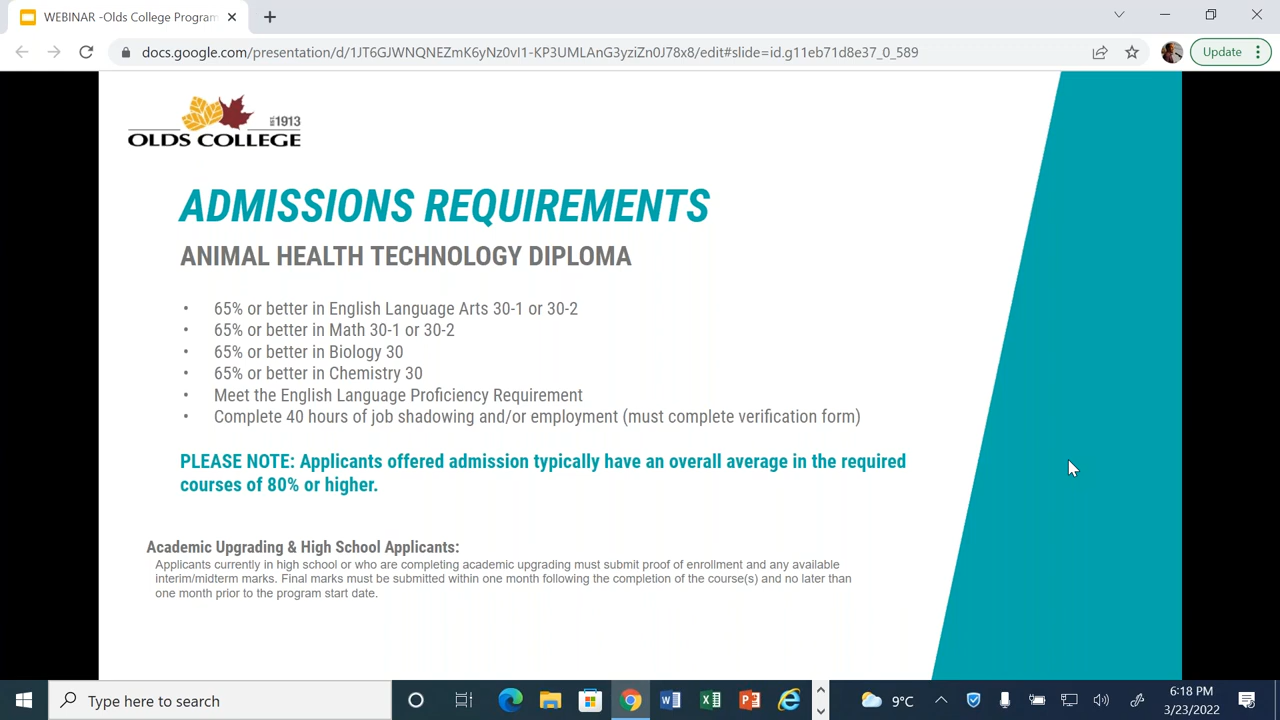 WEBINAR -Olds College Program
docs.google.com/presentation/d/1JT6GJWNQNEZmK6yNz0vI1-KP3UMLAnG3yziZn0J78x8/edit#slide=id.g11eb71d8e37_0_589
Update
EST. 1913
OLDS COLLEGE
ADMISSIONS REQUIREMENTS
ANIMAL HEALTH TECHNOLOGY DIPLOMA
• 65% or better in English Language Arts 30-1 or 30-2
• 65% or better in Math 30-1 or 30-2
• 65% or better in Biology 30
• 65% or better in Chemistry 30
• Meet the English Language Proficiency Requirement
• Complete 40 hours of job shadowing and/or employment (must complete verification form)
PLEASE NOTE: Applicants offered admission typically have an overall average in the required
courses of 80% or higher.
Academic Upgrading & High School Applicants:
Applicants currently in high school or who are completing academic upgrading must submit proof of enrollment and any available
interim/midterm marks. Final marks must be submitted within one month following the completion of the course(s) and no later than
one month prior to the program start date.
Type here to search
9°C
6:18 PM
3/23/2022